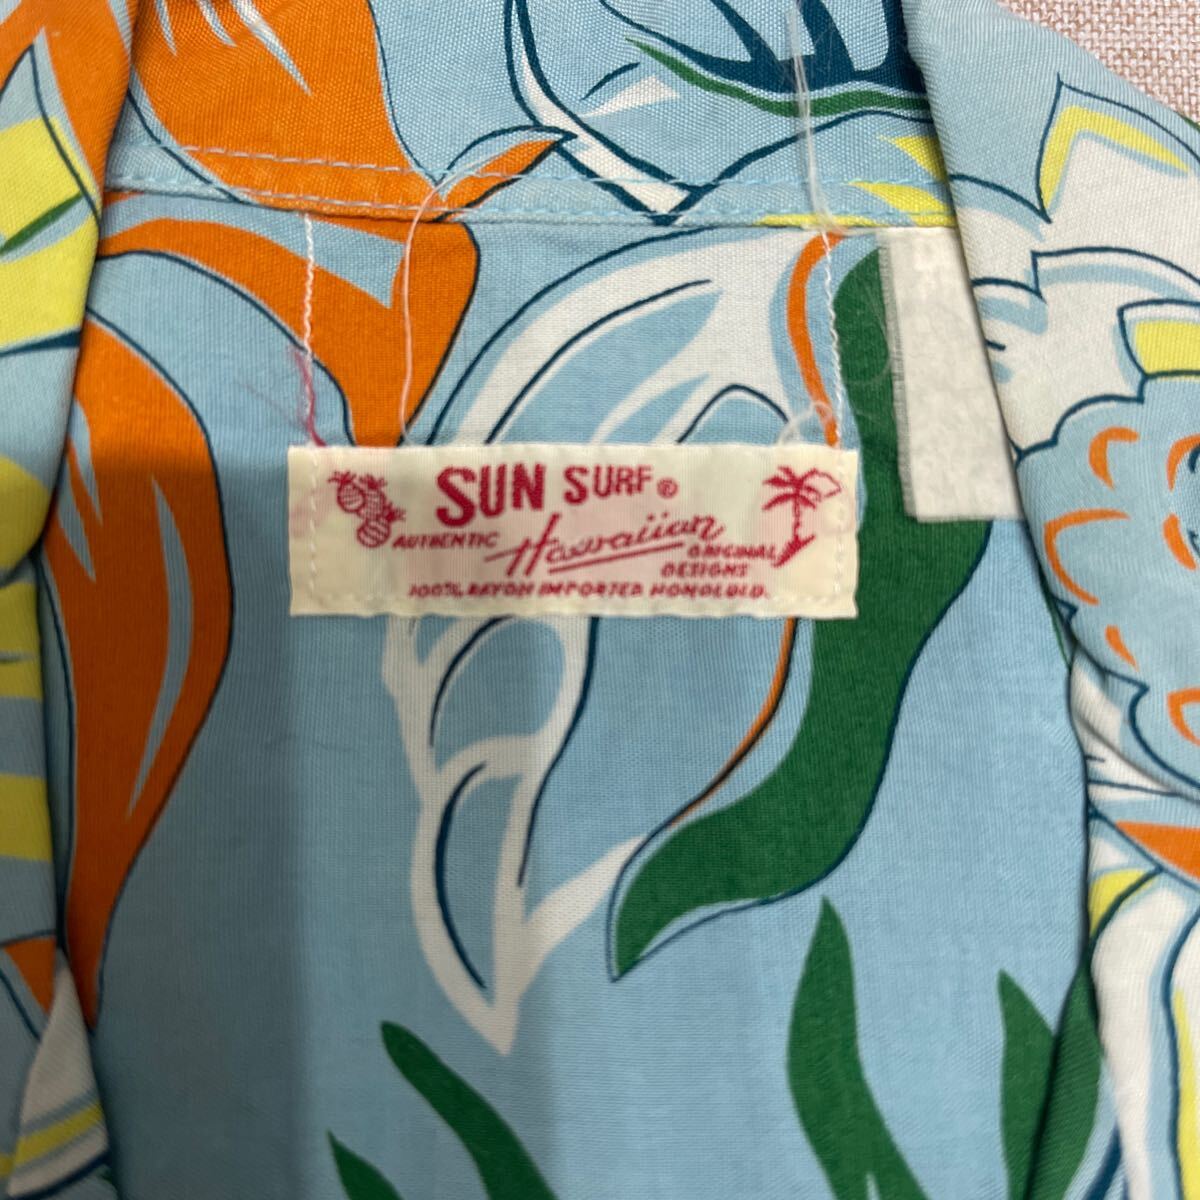 SUN SURF®
AUTHENTIC Hawaiian ORIGINAL
DESIGNS
100% RAYON IMPORTED HONOLULU.